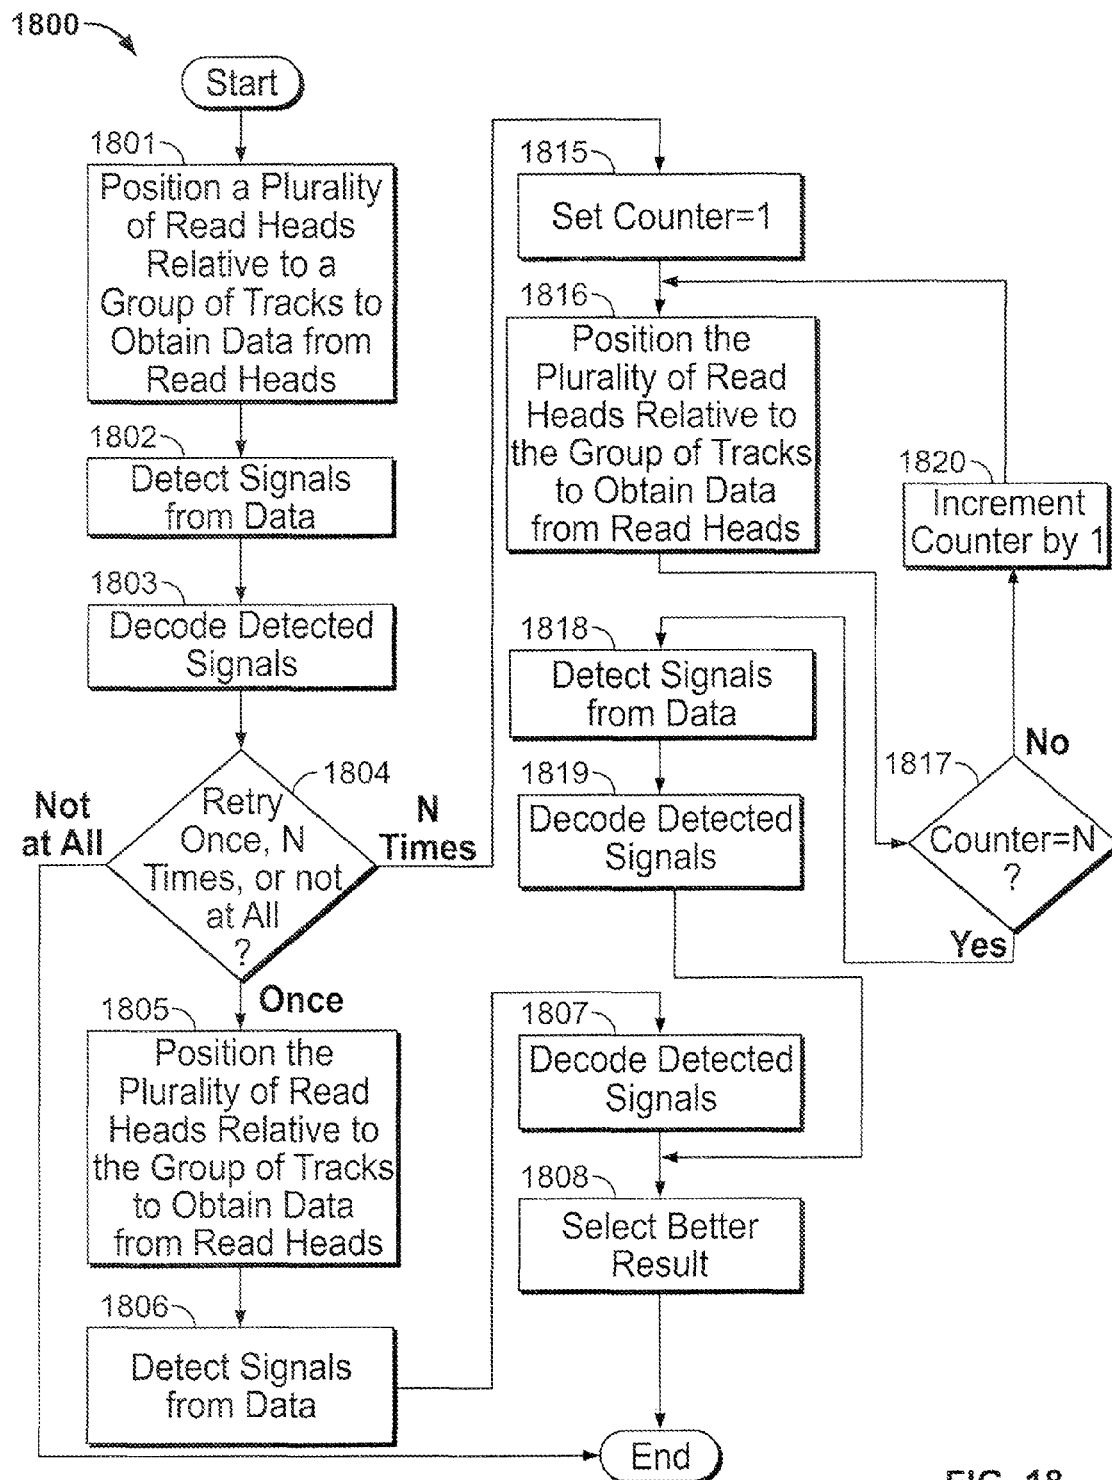 1800
Start
1801
Position a Plurality
of Read Heads
Relative to a
Group of Tracks to
Obtain Data from
Read Heads
1802
Detect Signals
from Data
1803
Decode Detected
Signals
1804
Retry
Once, N
Times, or not
at All
?
Not
at All
N
Times
Once
1805
Position the
Plurality of Read
Heads Relative to
the Group of Tracks
to Obtain Data
from Read Heads
1806
Detect Signals
from Data
1815
Set Counter=1
1816
Position the
Plurality of Read
Heads Relative to
the Group of Tracks
to Obtain Data
from Read Heads
1817
Counter=N
?
No
Yes
1820
Increment
Counter by 1
1818
Detect Signals
from Data
1819
Decode Detected
Signals
1807
Decode Detected
Signals
1808
Select Better
Result
End
FIG. 18